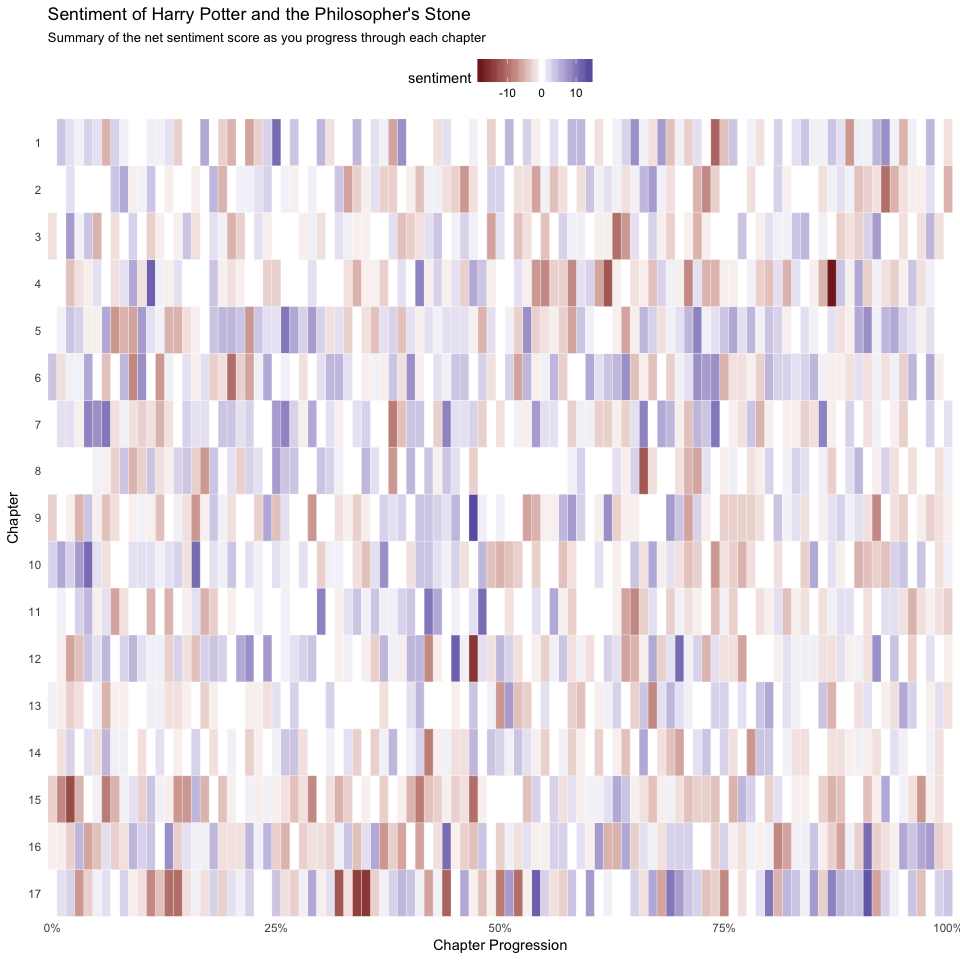 Sentiment of Harry Potter and the Philosopher's Stone
Summary of the net sentiment score as you progress through each chapter
sentiment
-10 0 10
Chapter
1
2
3
4
5
6
7
8
9
10
11
12
13
14
15
16
17
0% 25% 50% 75% 100%
Chapter Progression